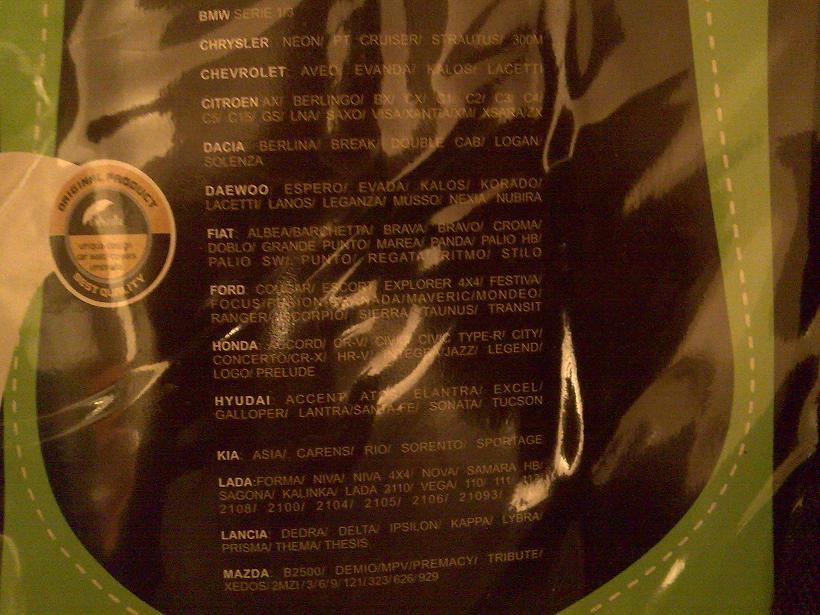 BMW SERIE 1/3
CHRYSLER NEON/ PT CRUISER/ STRAUTUS/ 300M
CHEVROLET AVEO EVANDA/ KALOS/ LACETTI
CITROEN AX/ BERLINGO/ BX/ CX/ C1/ C2/ C3/ C4/
C5/ C15/ GS/ LNA/ SAXO/ VISA/XANTIA/XM/ XSARA/ZX
DACIA BERLINA/ BREAK/ DOUBLE CAB/ LOGAN/
SOLENZA
DAEWOO ESPERO/ EVADA/ KALOS/ KORADO/
LACETTI/ LANOS/ LEGANZA/ MUSSO/ NEXIA/ NUBIRA
FIAT: ALBEA/BARCHETTA/ BRAVA/ BRAVO/ CROMA/
DOBLO/ GRANDE PUNTO/ MAREA/ PANDA/ PALIO HB/
PALIO SW/ PUNTO/ REGATA/ RITMO/ STILO
FORD: COUGAR/ ESCORT/ EXPLORER 4X4/ FESTIVA/
FOCUS/FUSION/GRANADA/MAVERIC/MONDEO/
RANGER/SCORPIO/ SIERRA/TAUNUS/ TRANSIT
HONDA: ACCORD/ CR-V/ CIVIC/ CIVIC TYPE-R/ CITY/
CONCERTO/CR-X/ HR-V/ INTEGRA/JAZZ/ LEGEND/
LOGO/ PRELUDE
HYUDAI: ACCENT/ ATOS/ ELANTRA/ EXCEL/
GALLOPER/ LANTRA/SANTA FE/ SONATA/ TUCSON
KIA: ASIA/ CARENS/ RIO/ SORENTO/ SPORTAGE
LADA:FORMA/ NIVA/ NIVA 4X4/ NOVA/ SAMARA HB/
SAGONA/ KALINKA/ LADA 2110/ VEGA/ 110/ 111/
2108/ 2100/ 2104/ 2105/ 2106/ 21093/
LANCIA: DEDRA/ DELTA/ IPSILON/ KAPPA/ LYBRA/
PRISMA/ THEMA/ THESIS
MAZDA: B2500/ DEMIO/MPV/PREMACY/ TRIBUTE/
XEDOS/2MZI/3/6/9/121/323/626/929
ORIGINAL PRODUCT
unique design
car seat covers
BEST QUALITY